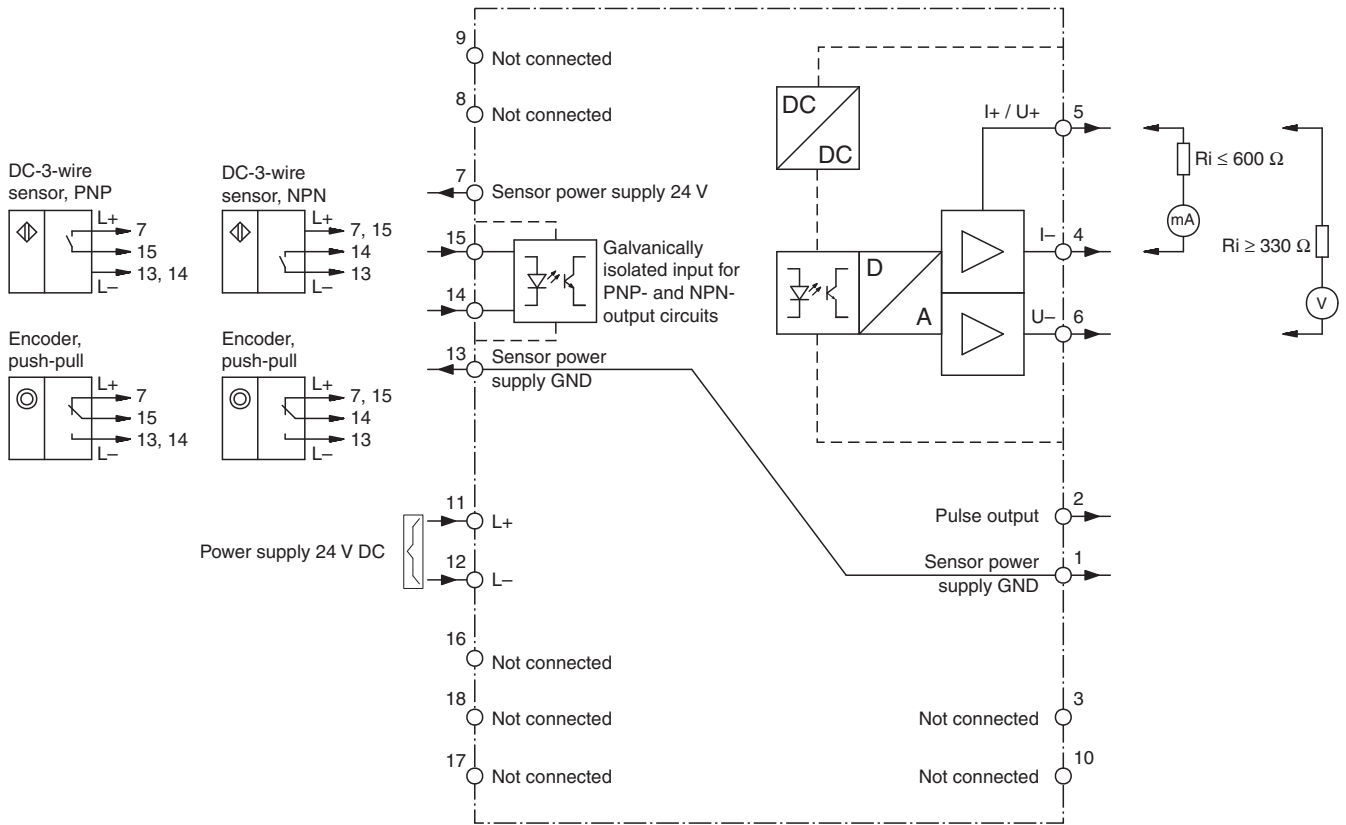 9
Not connected
8
Not connected
7
Sensor power supply 24 V
15
14
Galvanically
isolated input for
PNP- and NPN-
output circuits
13
Sensor power
supply GND
DC-3-wire
sensor, PNP
L+
7
15
13, 14
L–
DC-3-wire
sensor, NPN
L+
7, 15
14
13
L–
Encoder,
push-pull
L+
7
15
13, 14
L–
Encoder,
push-pull
L+
7, 15
14
13
L–
Power supply 24 V DC
11
L+
12
L–
16
Not connected
18
Not connected
17
Not connected
DC
DC
D
A
I+ / U+
5
I–
4
U–
6
Ri ≤ 600 Ω
mA
Ri ≥ 330 Ω
V
Pulse output
2
Sensor power
supply GND
1
3
Not connected
10
Not connected